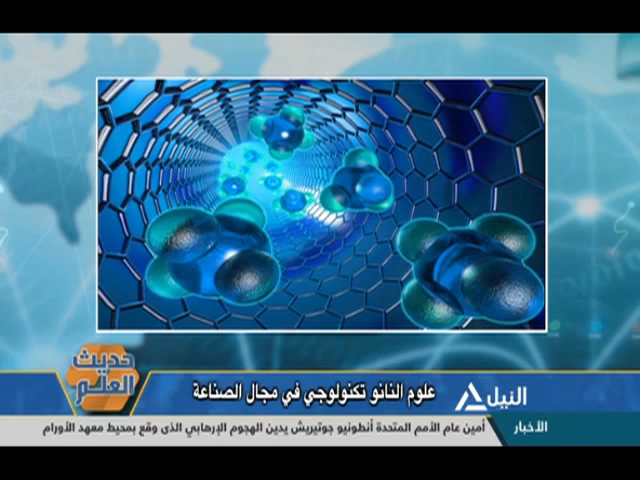 حديث
العلم
علوم النانو تكنولوجي في مجال الصناعة
النيل
الأخبار
أمين عام الأمم المتحدة أنطونيو جوتيريش يدين الهجوم الإرهابي الذى وقع بمحيط معهد الأورام